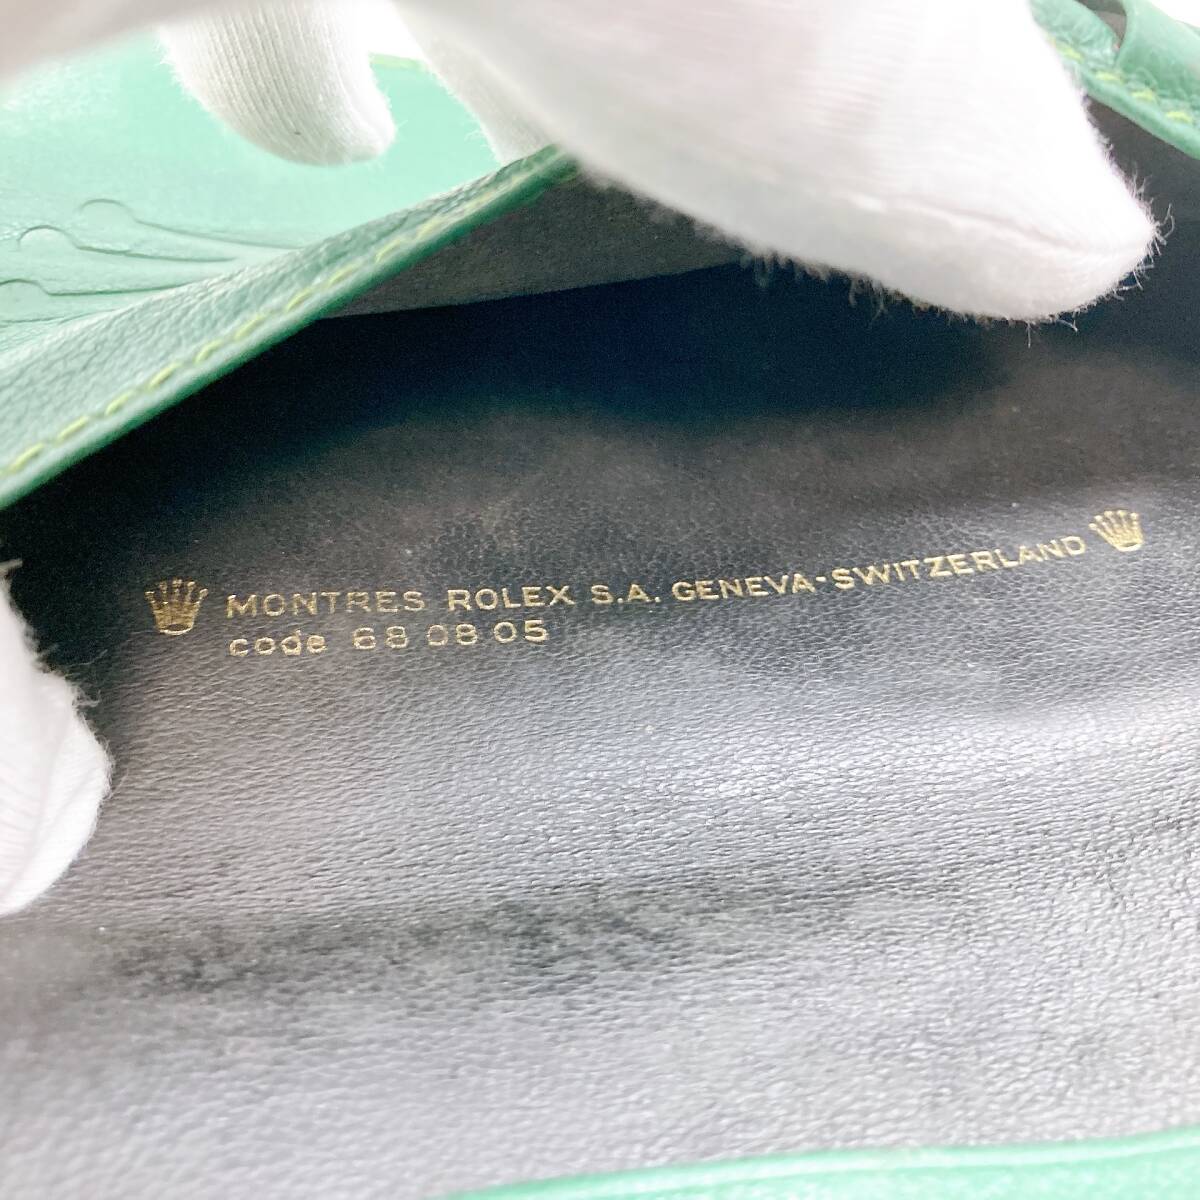 MONTRES ROLEX S.A. GENEVA-SWITZERLAND
code 68 08 05